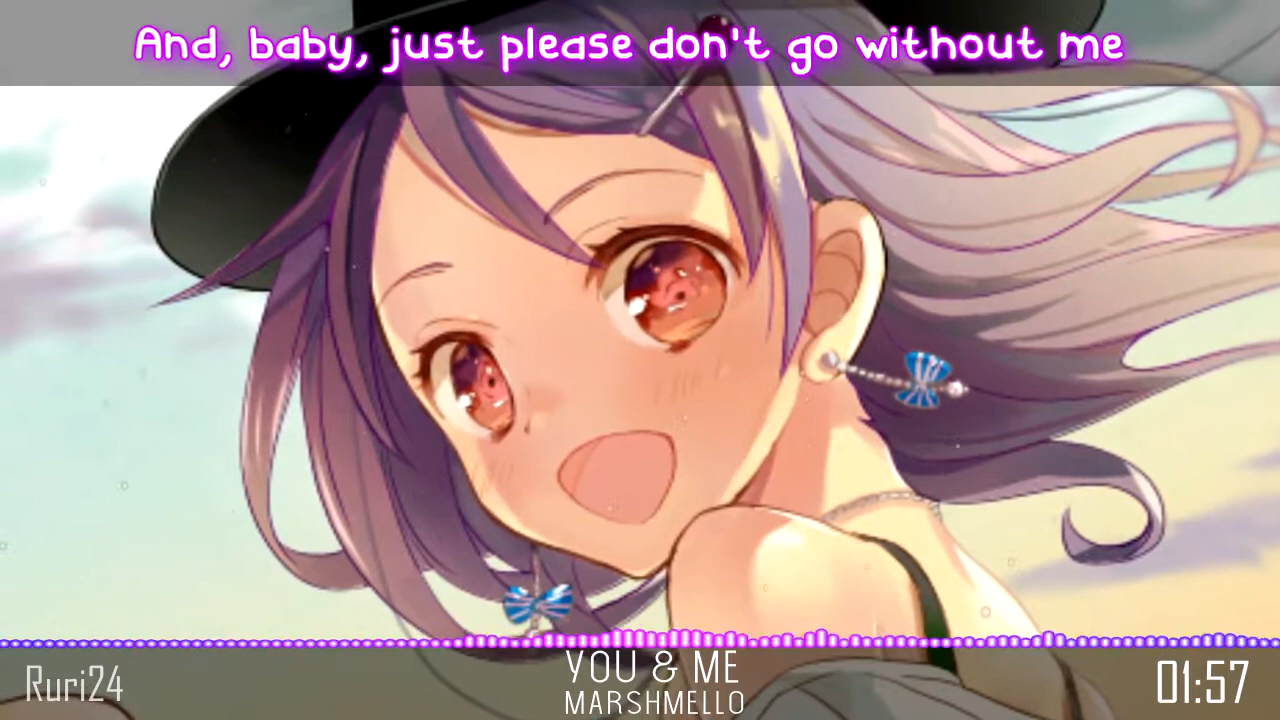 And, baby, just please don't go without me
Ruri24
YOU & ME
MARSHMELLO
01:57